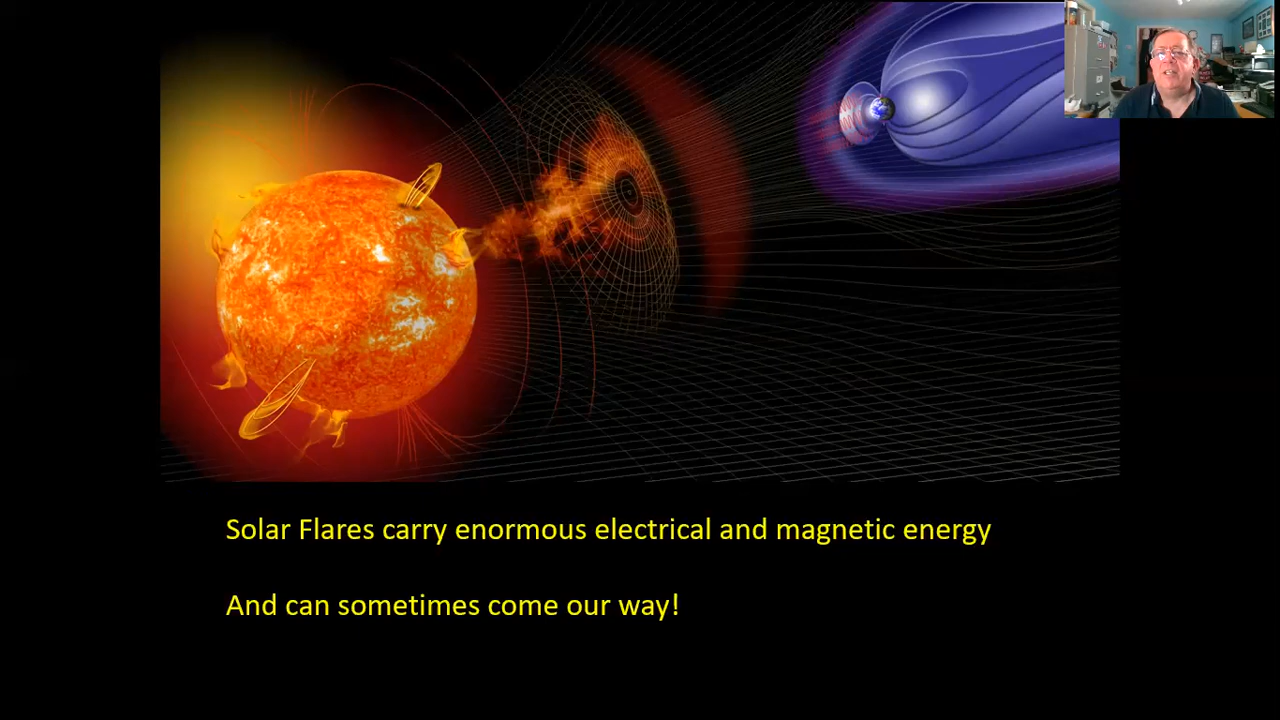 Solar Flares carry enormous electrical and magnetic energy
And can sometimes come our way!